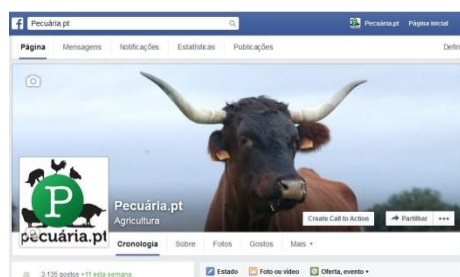 Pecuária.pt
Pecuária.pt Página inicial
Página Mensagens Notificações Estatísticas Publicações Defin
P
pecuária.pt
Pecuária.pt
Agricultura
Create Call to Action Partilhar
Cronologia Sobre Fotos Gostos Mais
3.135 gostos +11 esta semana
Estado Foto ou vídeo Oferta, evento +